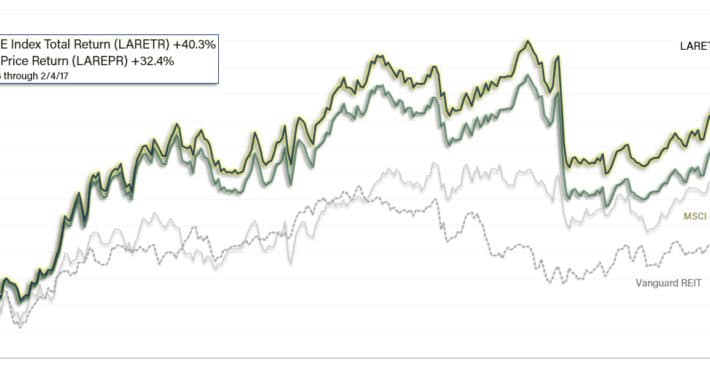 E Index Total Return (LARETR) +40.3%
Price Return (LAREPR) +32.4%
through 2/4/17
LARET
MSCI
Vanguard REIT